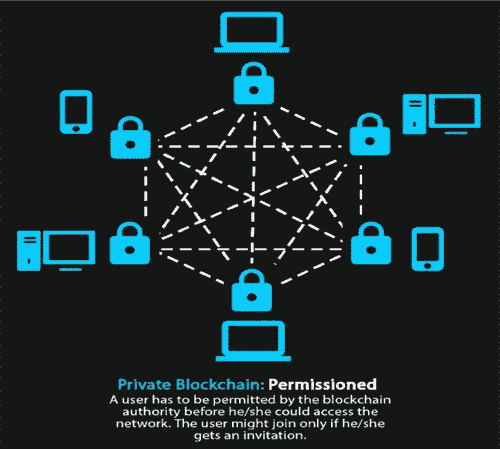 Private Blockchain: Permissioned
A user has to be permitted by the blockchain
authority before he/she could access the
network. The user might join only if he/she
gets an invitation.